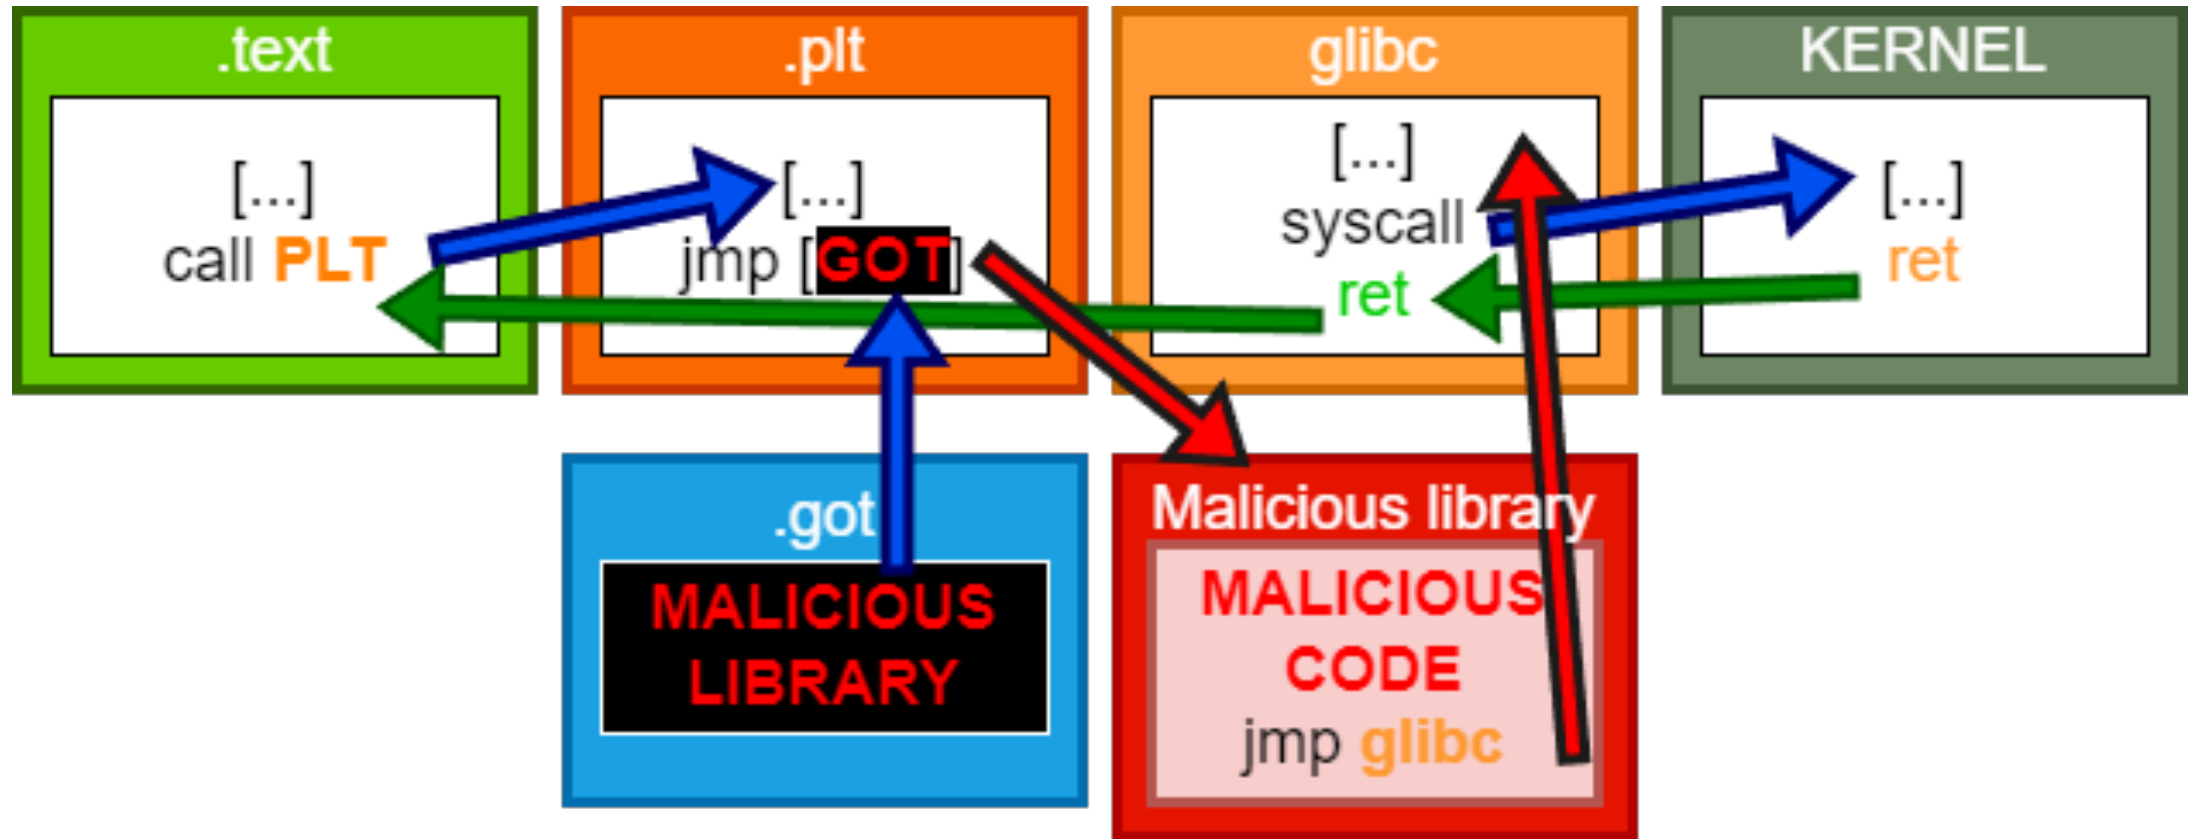 .text
[...]
call PLT
.plt
[...]
jmp [GOT]
glibc
[...]
syscall
ret
KERNEL
[...]
ret
.got
MALICIOUS
LIBRARY
Malicious library
MALICIOUS
CODE
jmp glibc